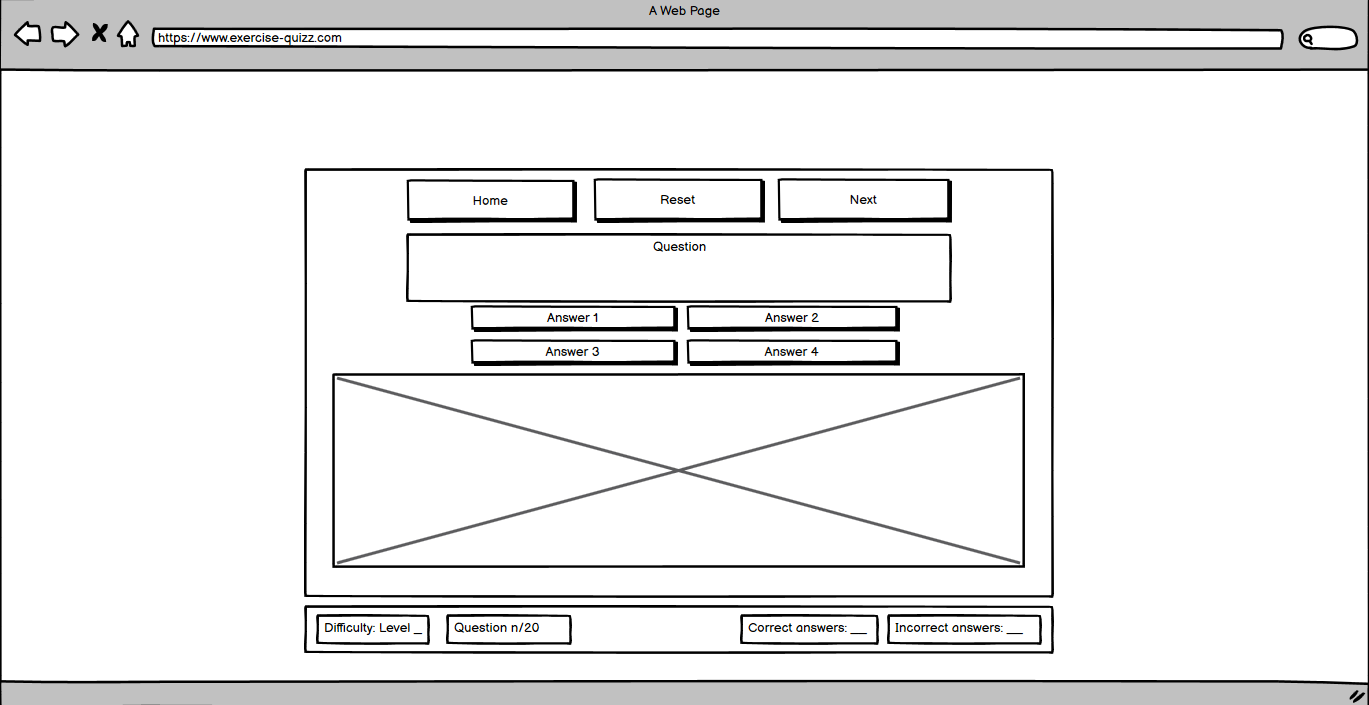 A Web Page
https://www.exercise-quizz.com
Home
Reset
Next
Question
Answer 1
Answer 2
Answer 3
Answer 4
Difficulty: Level _
Question n/20
Correct answers: __
Incorrect answers: __